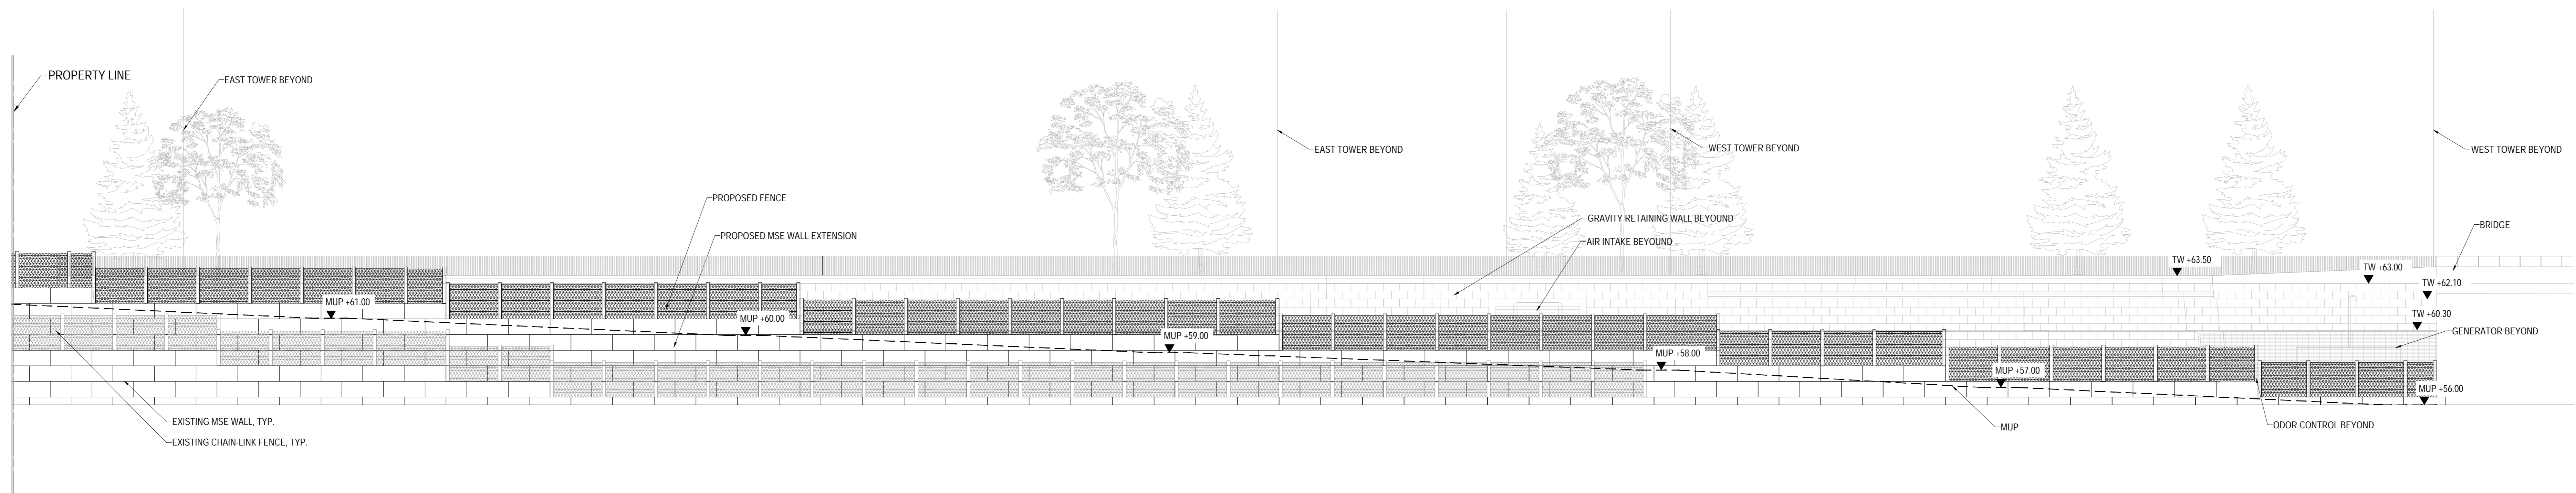 PROPERTY LINE
EAST TOWER BEYOND
EAST TOWER BEYOND
WEST TOWER BEYOND
WEST TOWER BEYOND
PROPOSED FENCE
GRAVITY RETAINING WALL BEYOUND
BRIDGE
PROPOSED MSE WALL EXTENSION
AIR INTAKE BEYOUND
TW +63.50
TW +63.00
TW +62.10
MUP +61.00
TW +60.30
MUP +60.00
GENERATOR BEYOND
MUP +59.00
MUP +58.00
MUP +57.00
MUP +56.00
EXISTING MSE WALL, TYP.
ODOR CONTROL BEYOND
MUP
EXISTING CHAIN-LINK FENCE, TYP.